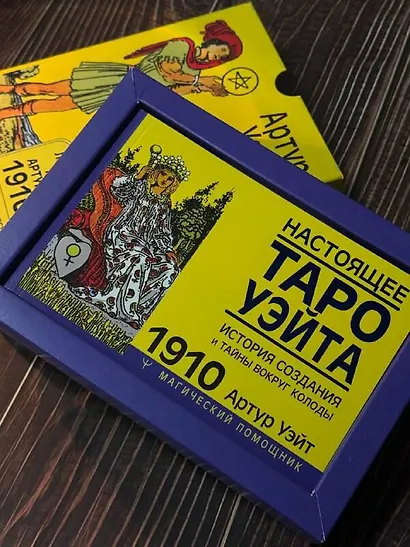 НАСТОЯЩЕЕ
ТАРО
УЭЙТА
ИСТОРИЯ СОЗДАНИЯ
И ТАЙНЫ ВОКРУГ КОЛОДЫ
1910 Артур Уэйт
МАГИЧЕСКИЙ ПОМОЩНИК
Артур
1910